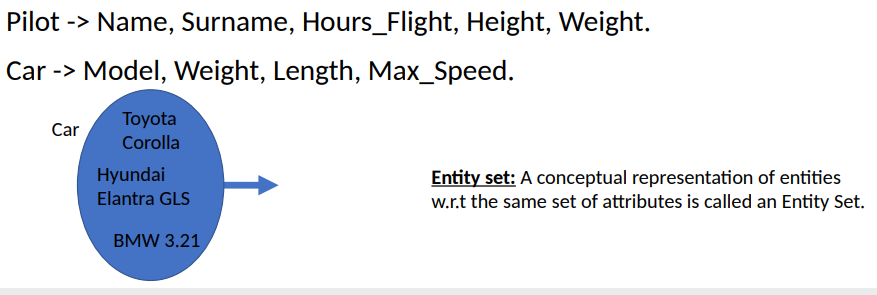 Pilot -> Name, Surname, Hours_Flight, Height, Weight.
Car -> Model, Weight, Length, Max_Speed.
Car
Toyota
Corolla
Hyundai
Elantra GLS
BMW 3.21
Entity set: A conceptual representation of entities
w.r.t the same set of attributes is called an Entity Set.